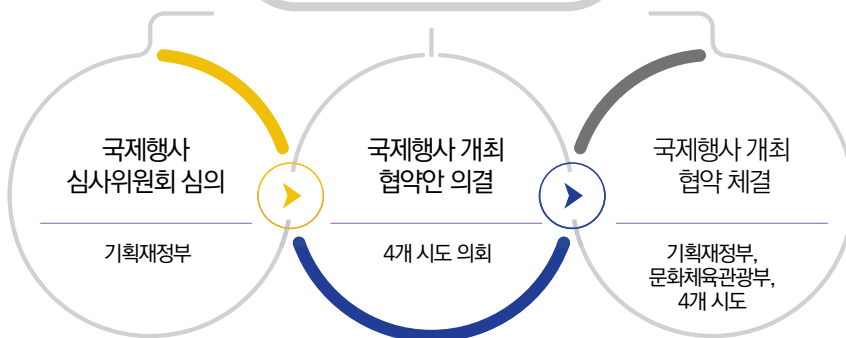 국제행사
심사위원회 심의
기획재정부
국제행사 개최
협약안 의결
4개 시도 의회
국제행사 개최
협약 체결
기획재정부,
문화체육관광부,
4개 시도